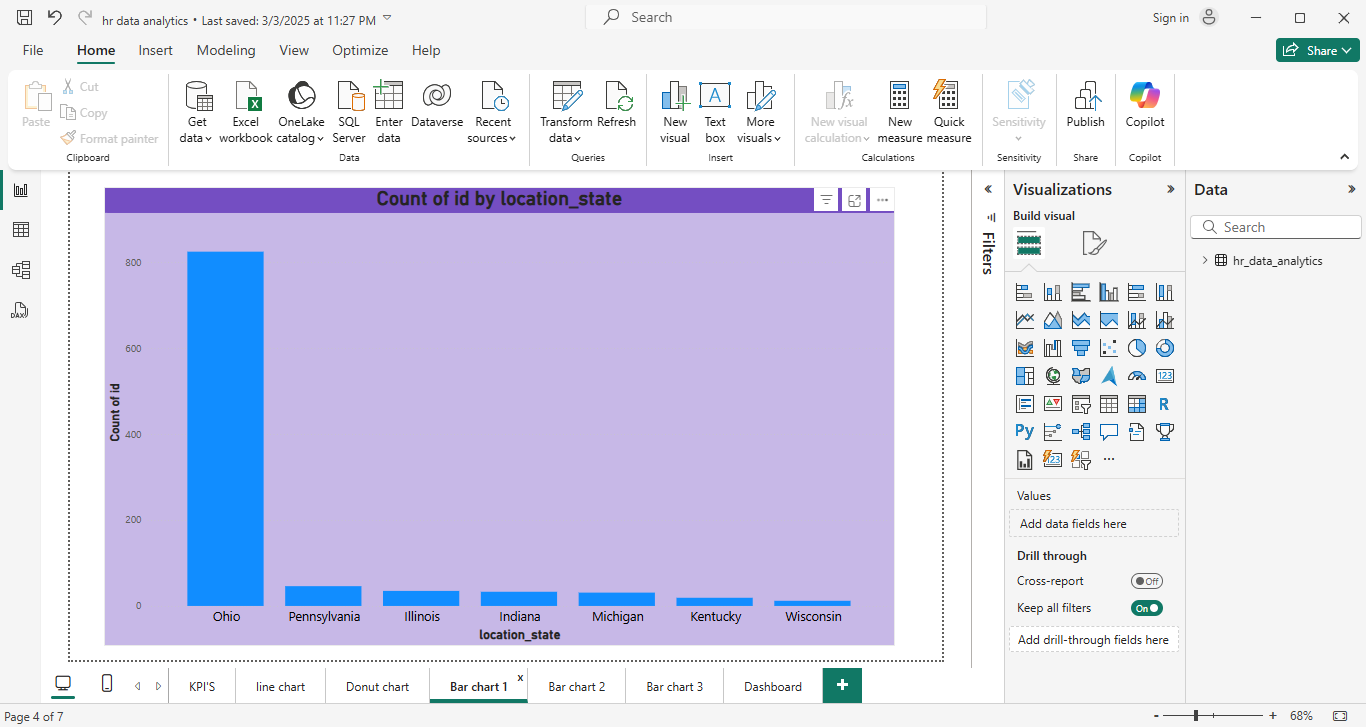 hr data analytics • Last saved: 3/3/2025 at 11:27 PM
Search
Sign in
File Home Insert Modeling View Optimize Help
Share
Paste
Cut
Copy
Format painter
Clipboard
Get data
Excel workbook
OneLake catalog
SQL Server
Enter data
Dataverse
Recent sources
Data
Transform data
Refresh
Queries
New visual
Text box
More visuals
Insert
New visual calculation
New measure
Quick measure
Calculations
Sensitivity
Sensitivity
Publish
Share
Copilot
Copilot
Count of id by location_state
800
600
400
200
0
Count of id
Ohio Pennsylvania Illinois Indiana Michigan Kentucky Wisconsin
location_state
Filters
Visualizations
Build visual
123
R
Py
123
Values
Add data fields here
Drill through
Cross-report Off
Keep all filters On
Add drill-through fields here
Data
Search
hr_data_analytics
DAX
KPI'S line chart Donut chart Bar chart 1 x Bar chart 2 Bar chart 3 Dashboard +
Page 4 of 7
- + 68%